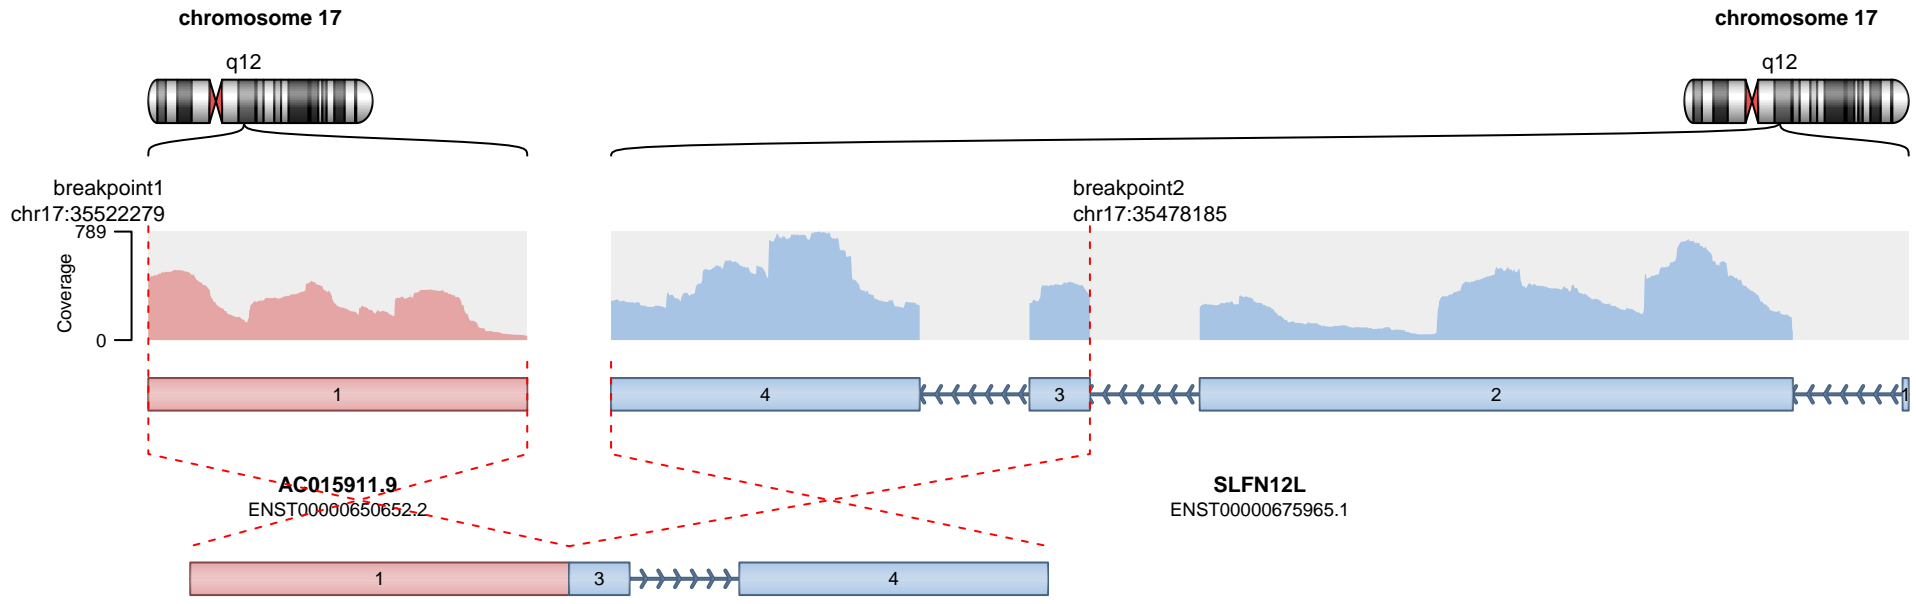 chromosome 17
chromosome 17
q12
q12
breakpoint1
chr17:35522279
breakpoint2
chr17:35478185
789
Coverage
0
1
4
3
2
1
AC015911.9
ENST00000650652.2
SLFN12L
ENST00000675965.1
1
3
4